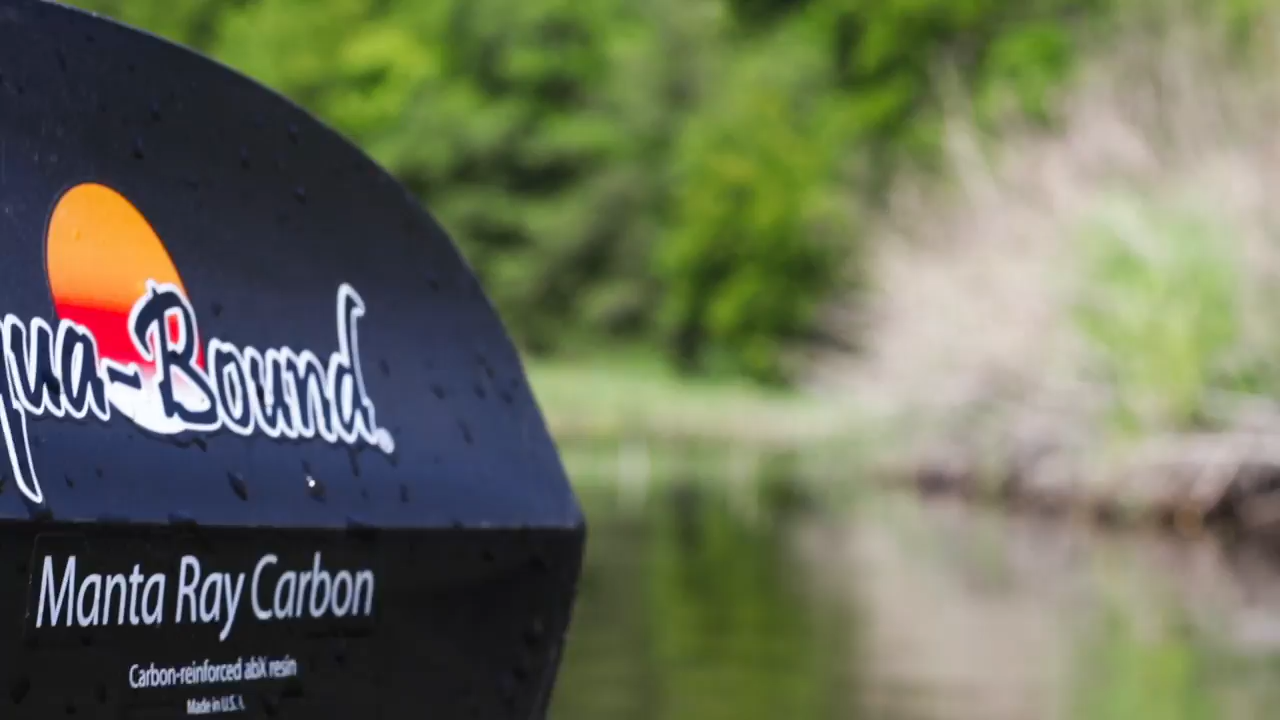 qua-Bound
Manta Ray Carbon
Carbon-reinforced abX resin
Made in U.S.A.